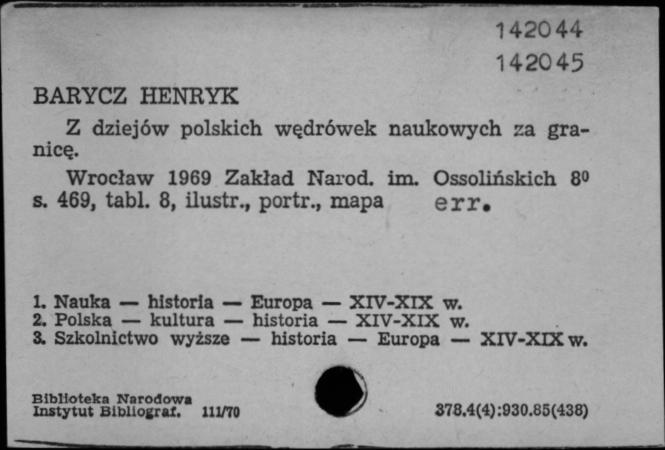 142044
142045
BARYCZ HENRYK
Z dziejów polskich wędrówek naukowych za gra-
nicę.
Wrocław 1969 Zakład Narod. im. Ossolińskich 8⁰
s. 469, tabl. 8, ilustr., portr., mapa err.
1. Nauka — historia — Europa — XIV-XIX w.
2. Polska — kultura — historia — XIV-XIX w.
3. Szkolnictwo wyższe — historia — Europa — XIV-XIX w.
Biblioteka Narodowa
Instytut Bibliograf. 111/70 378.4(4):930.85(438)